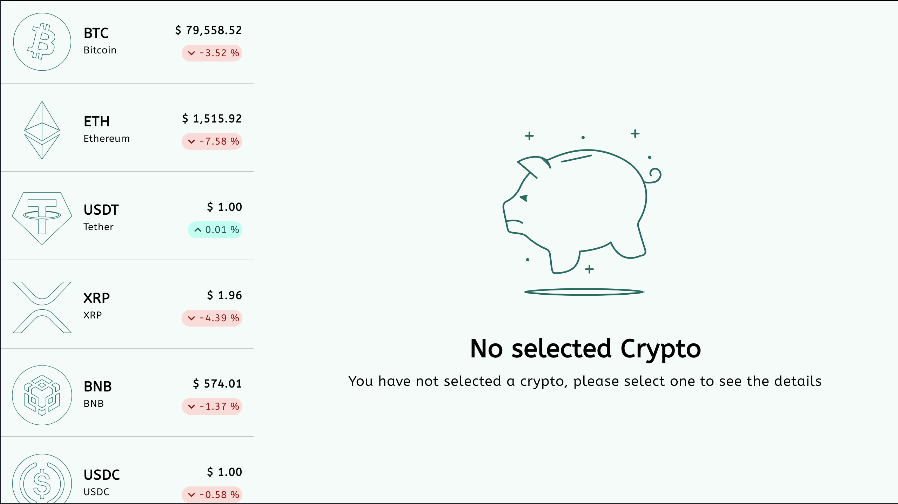 BTC
Bitcoin
$ 79,558.52
-3.52 %
ETH
Ethereum
$ 1,515.92
-7.58 %
USDT
Tether
$ 1.00
0.01 %
XRP
XRP
$ 1.96
-4.39 %
BNB
BNB
$ 574.01
-1.37 %
USDC
USDC
$ 1.00
-0.58 %
No selected Crypto
You have not selected a crypto, please select one to see the details